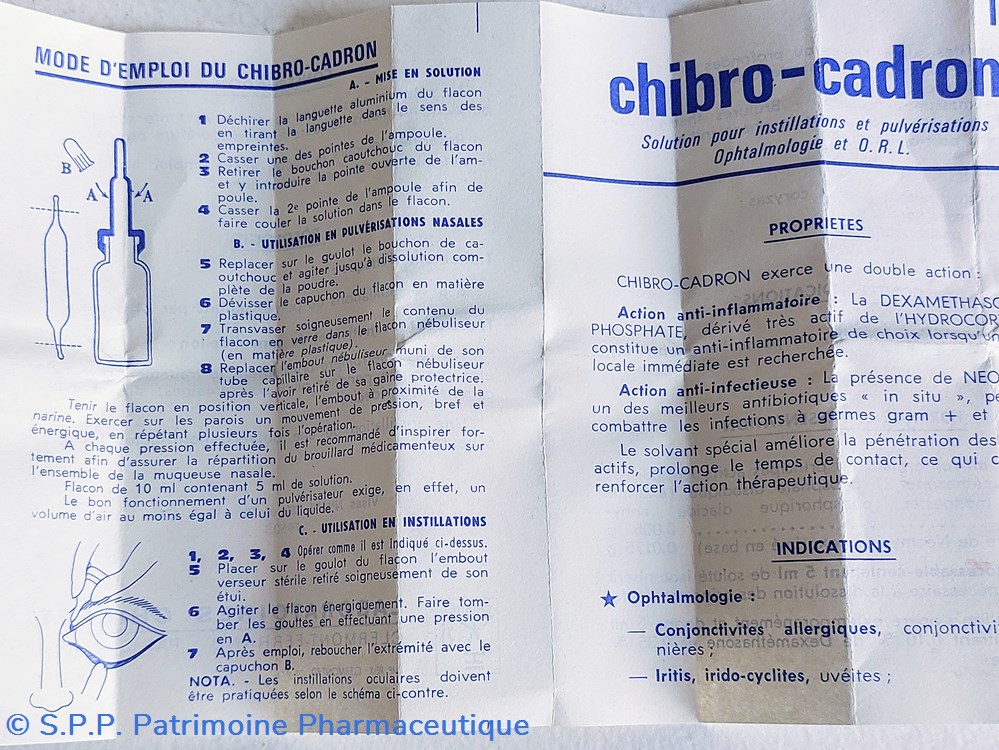 MODE D'EMPLOI DU CHIBRO-CADRON
A. - MISE EN SOLUTION
1 Déchirer la languette aluminium du flacon
en tirant la languette dans le sens des
empreintes.
2 Casser une des pointes de l'ampoule.
3 Retirer le bouchon caoutchouc du flacon
et y introduire la pointe ouverte de l'am-
poule.
4 Casser la 2e pointe de l'ampoule afin de
faire couler la solution dans le flacon.
B
A A
B. - UTILISATION EN PULVÉRISATIONS NASALES
5 Replacer sur le goulot le bouchon de ca-
outchouc et agiter jusqu'à dissolution com-
plète de la poudre.
6 Dévisser le capuchon du flacon en matière
plastique.
7 Transvaser soigneusement le contenu du
flacon en verre dans le flacon nébuliseur
(en matière plastique).
8 Replacer l'embout nébuliseur muni de son
tube capillaire sur le flacon nébuliseur
après l'avoir retiré de sa gaine protectrice.
Tenir le flacon en position verticale, l'embout à proximité de la
narine. Exercer sur les parois un mouvement de pression, bref et
énergique, en répétant plusieurs fois l'opération.
A chaque pression effectuée, il est recommandé d'inspirer for-
tement afin d'assurer la répartition du brouillard médicamenteux sur
l'ensemble de la muqueuse nasale.
Flacon de 10 ml contenant 5 ml de solution.
Le bon fonctionnement d'un pulvérisateur exige, en effet, un
volume d'air au moins égal à celui du liquide.
C. - UTILISATION EN INSTILLATIONS
1, 2, 3, 4 Opérer comme il est indiqué ci-dessus.
5 Placer sur le goulot du flacon l'embout
verseur stérile retiré soigneusement de son
étui.
6 Agiter le flacon énergiquement. Faire tom-
ber les gouttes en effectuant une pression
en A.
7 Après emploi, reboucher l'extrémité avec le
capuchon B.
NOTA. - Les instillations oculaires doivent
être pratiquées selon le schéma ci-contre.
chibro-cadron
Solution pour instillations et pulvérisations
Ophtalmologie et O.R.L.
PROPRIETES
CHIBRO-CADRON exerce une double action :
Action anti-inflammatoire : La DEXAMETHASO
PHOSPHATE, dérivé très actif de l'HYDROCOR
constitue un anti-inflammatoire de choix lorsqu'un
locale immédiate est recherchée.
Action anti-infectieuse : La présence de NEO
un des meilleurs antibiotiques « in situ », pe
combattre les infections à germes gram + et
Le solvant spécial améliore la pénétration des
actifs, prolonge le temps de contact, ce qui c
renforcer l'action thérapeutique.
INDICATIONS
★ Ophtalmologie :
— Conjonctivites allergiques, conjonctivi
nières ;
— Iritis, irido-cyclites, uvéites ;
© S.P.P. Patrimoine Pharmaceutique